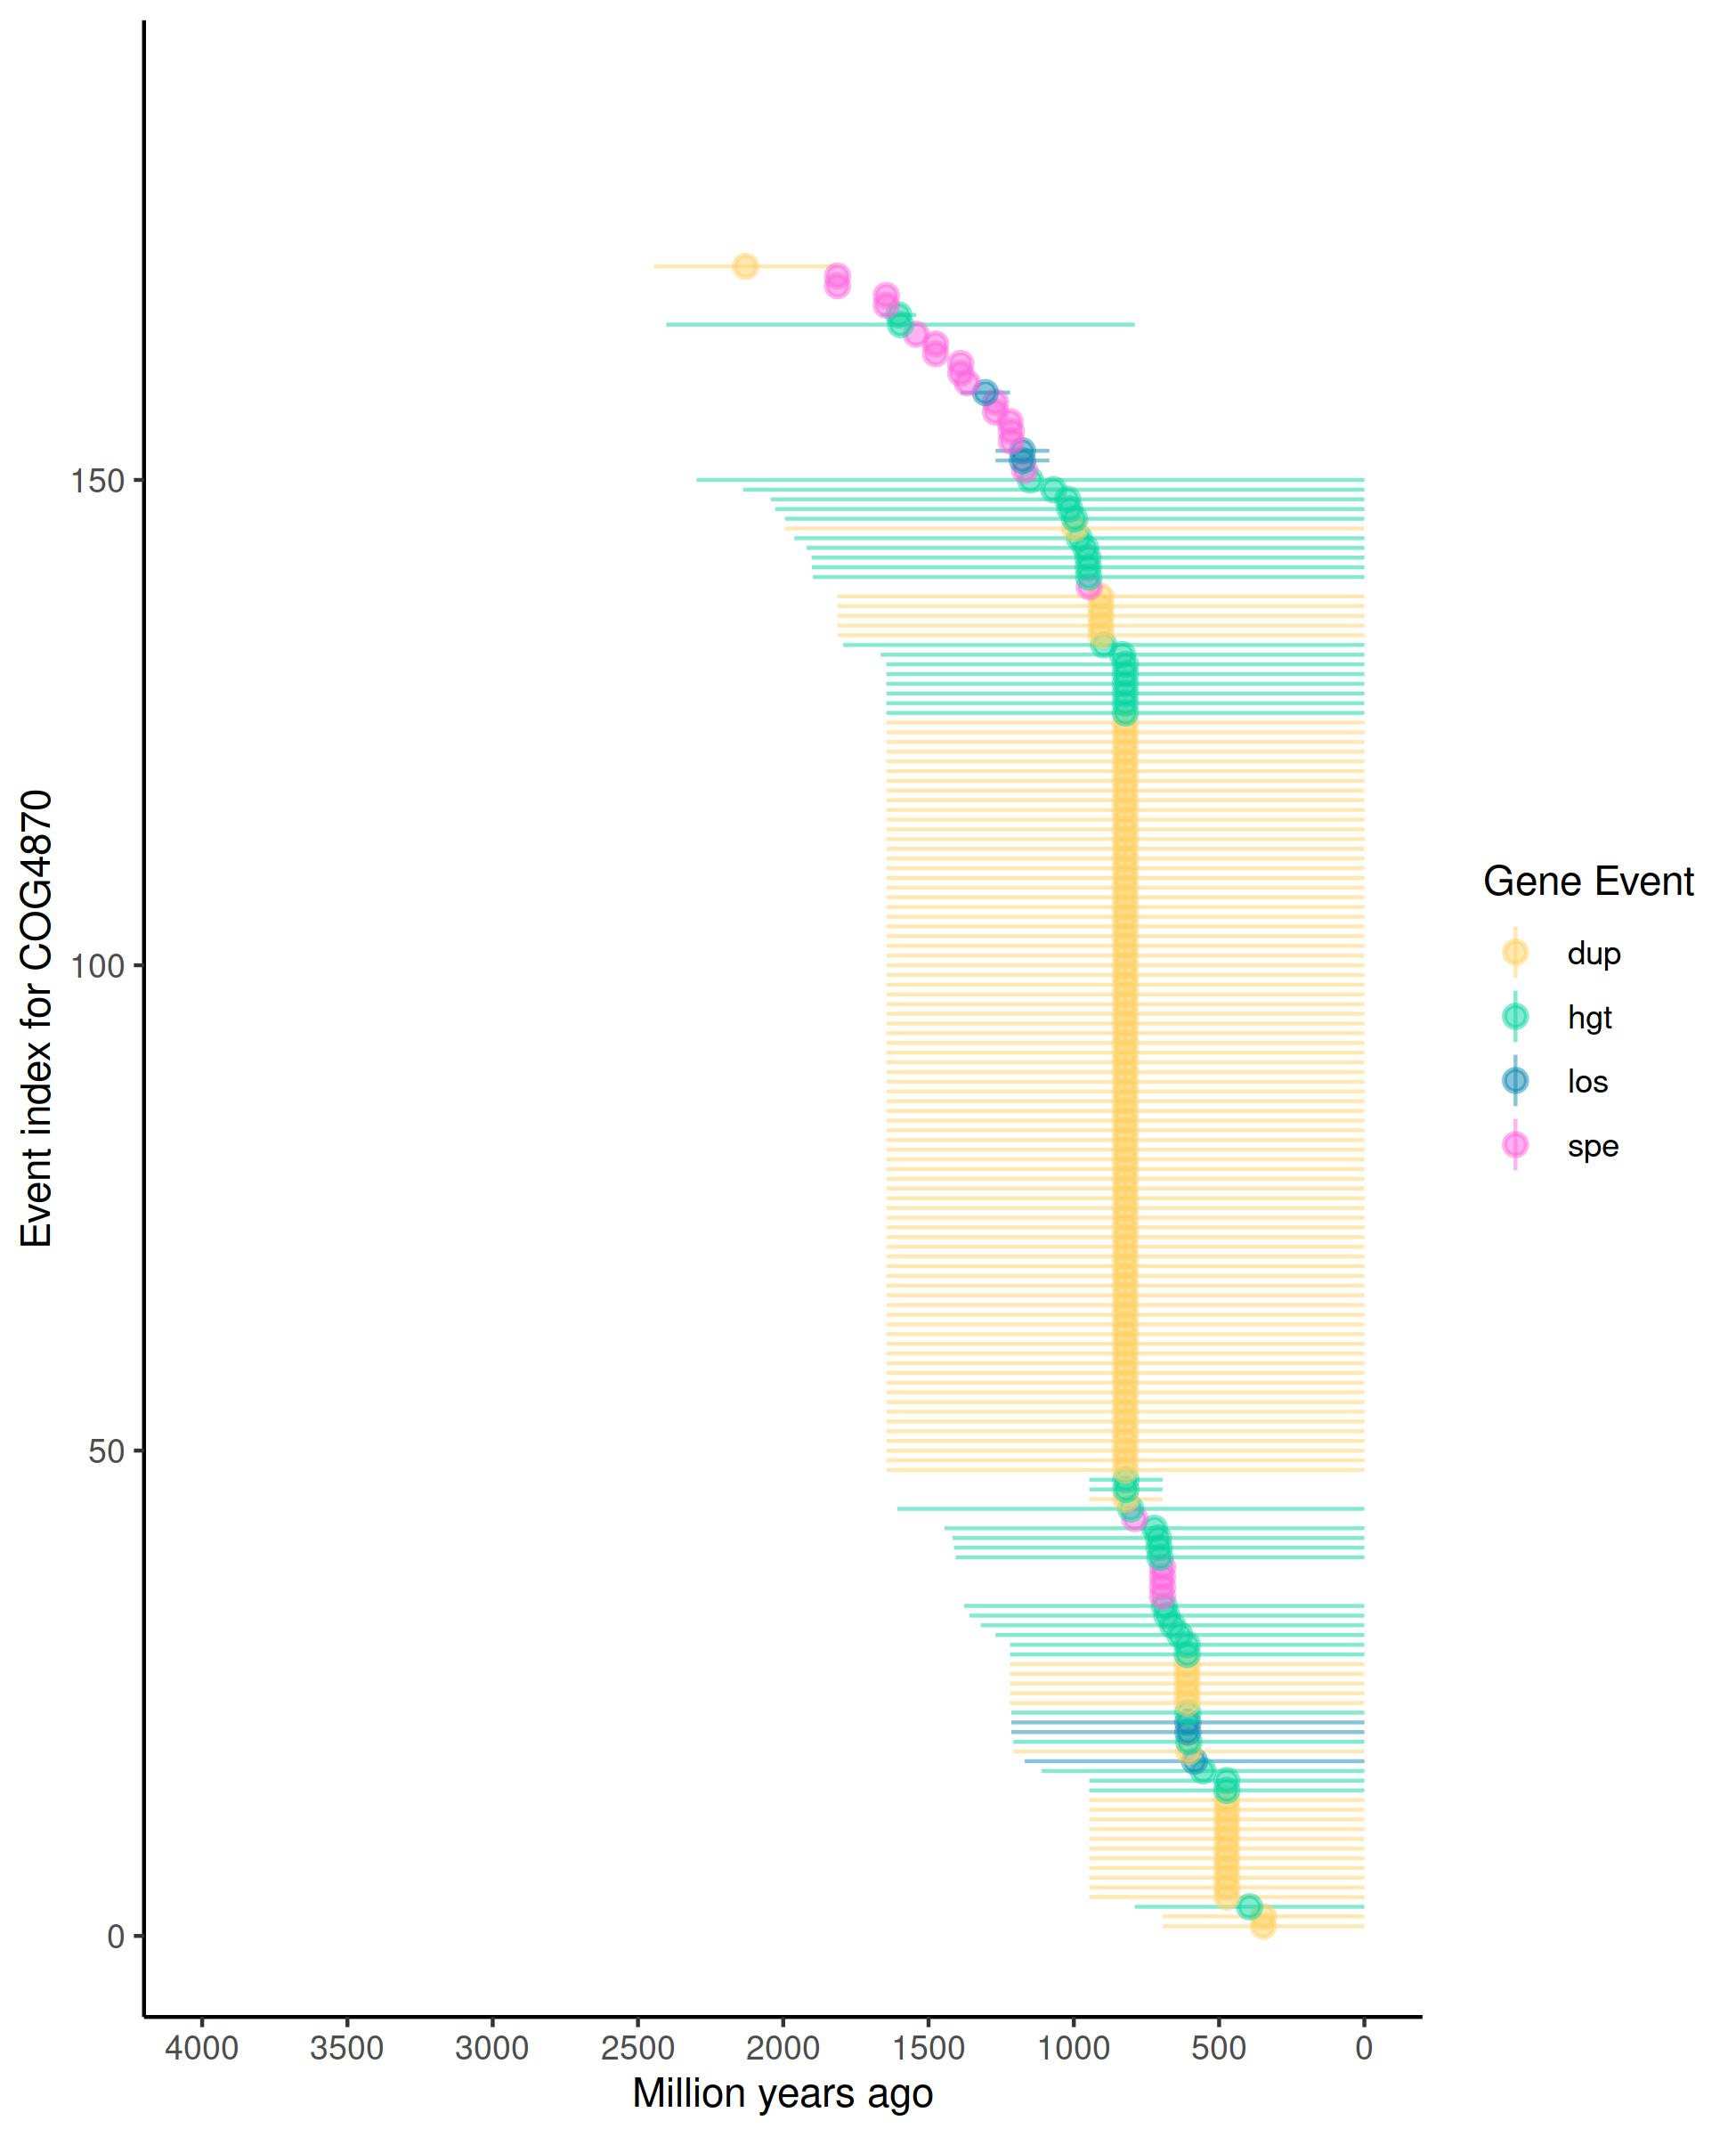 Event index for COG4870
150
100
50
0
4000 3500 3000 2500 2000 1500 1000 500 0
Million years ago
Gene Event
dup
hgt
los
spe